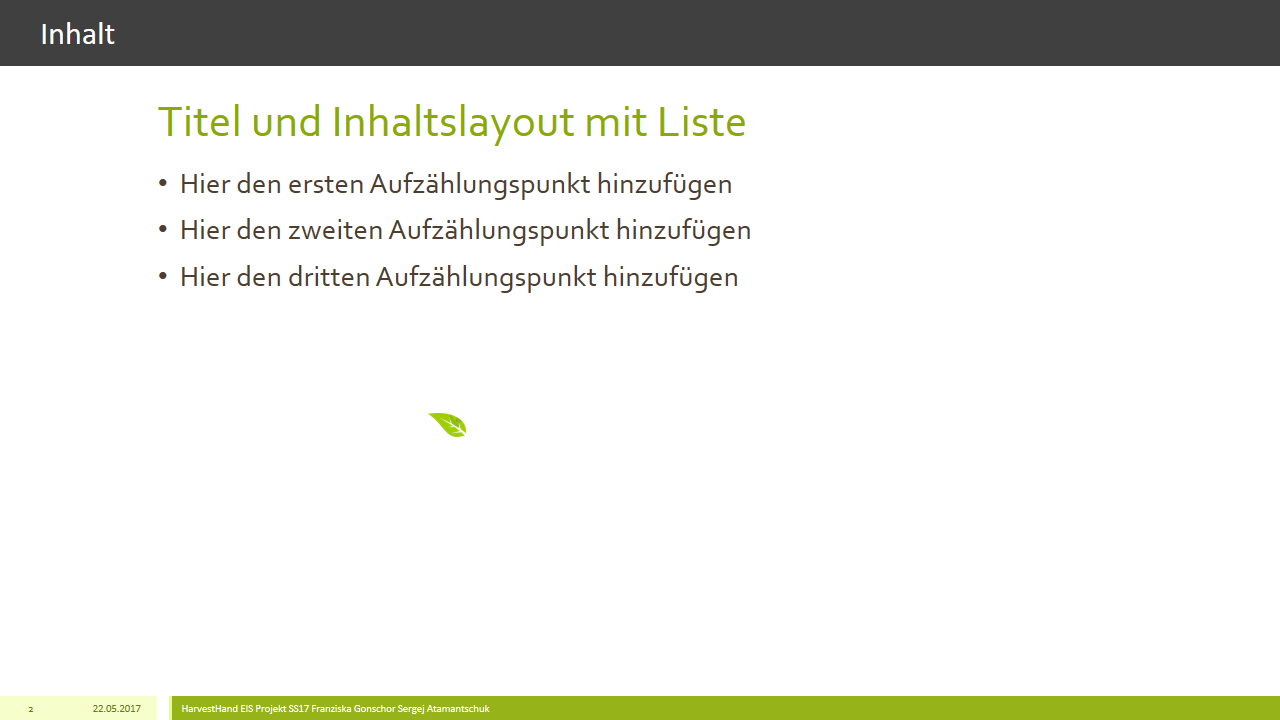 Inhalt
Titel und Inhaltslayout mit Liste
• Hier den ersten Aufzählungspunkt hinzufügen
• Hier den zweiten Aufzählungspunkt hinzufügen
• Hier den dritten Aufzählungspunkt hinzufügen
2 22.05.2017 HarvestHand EIS Projekt SS17 Franziska Gonschor Sergej Atamantschuk